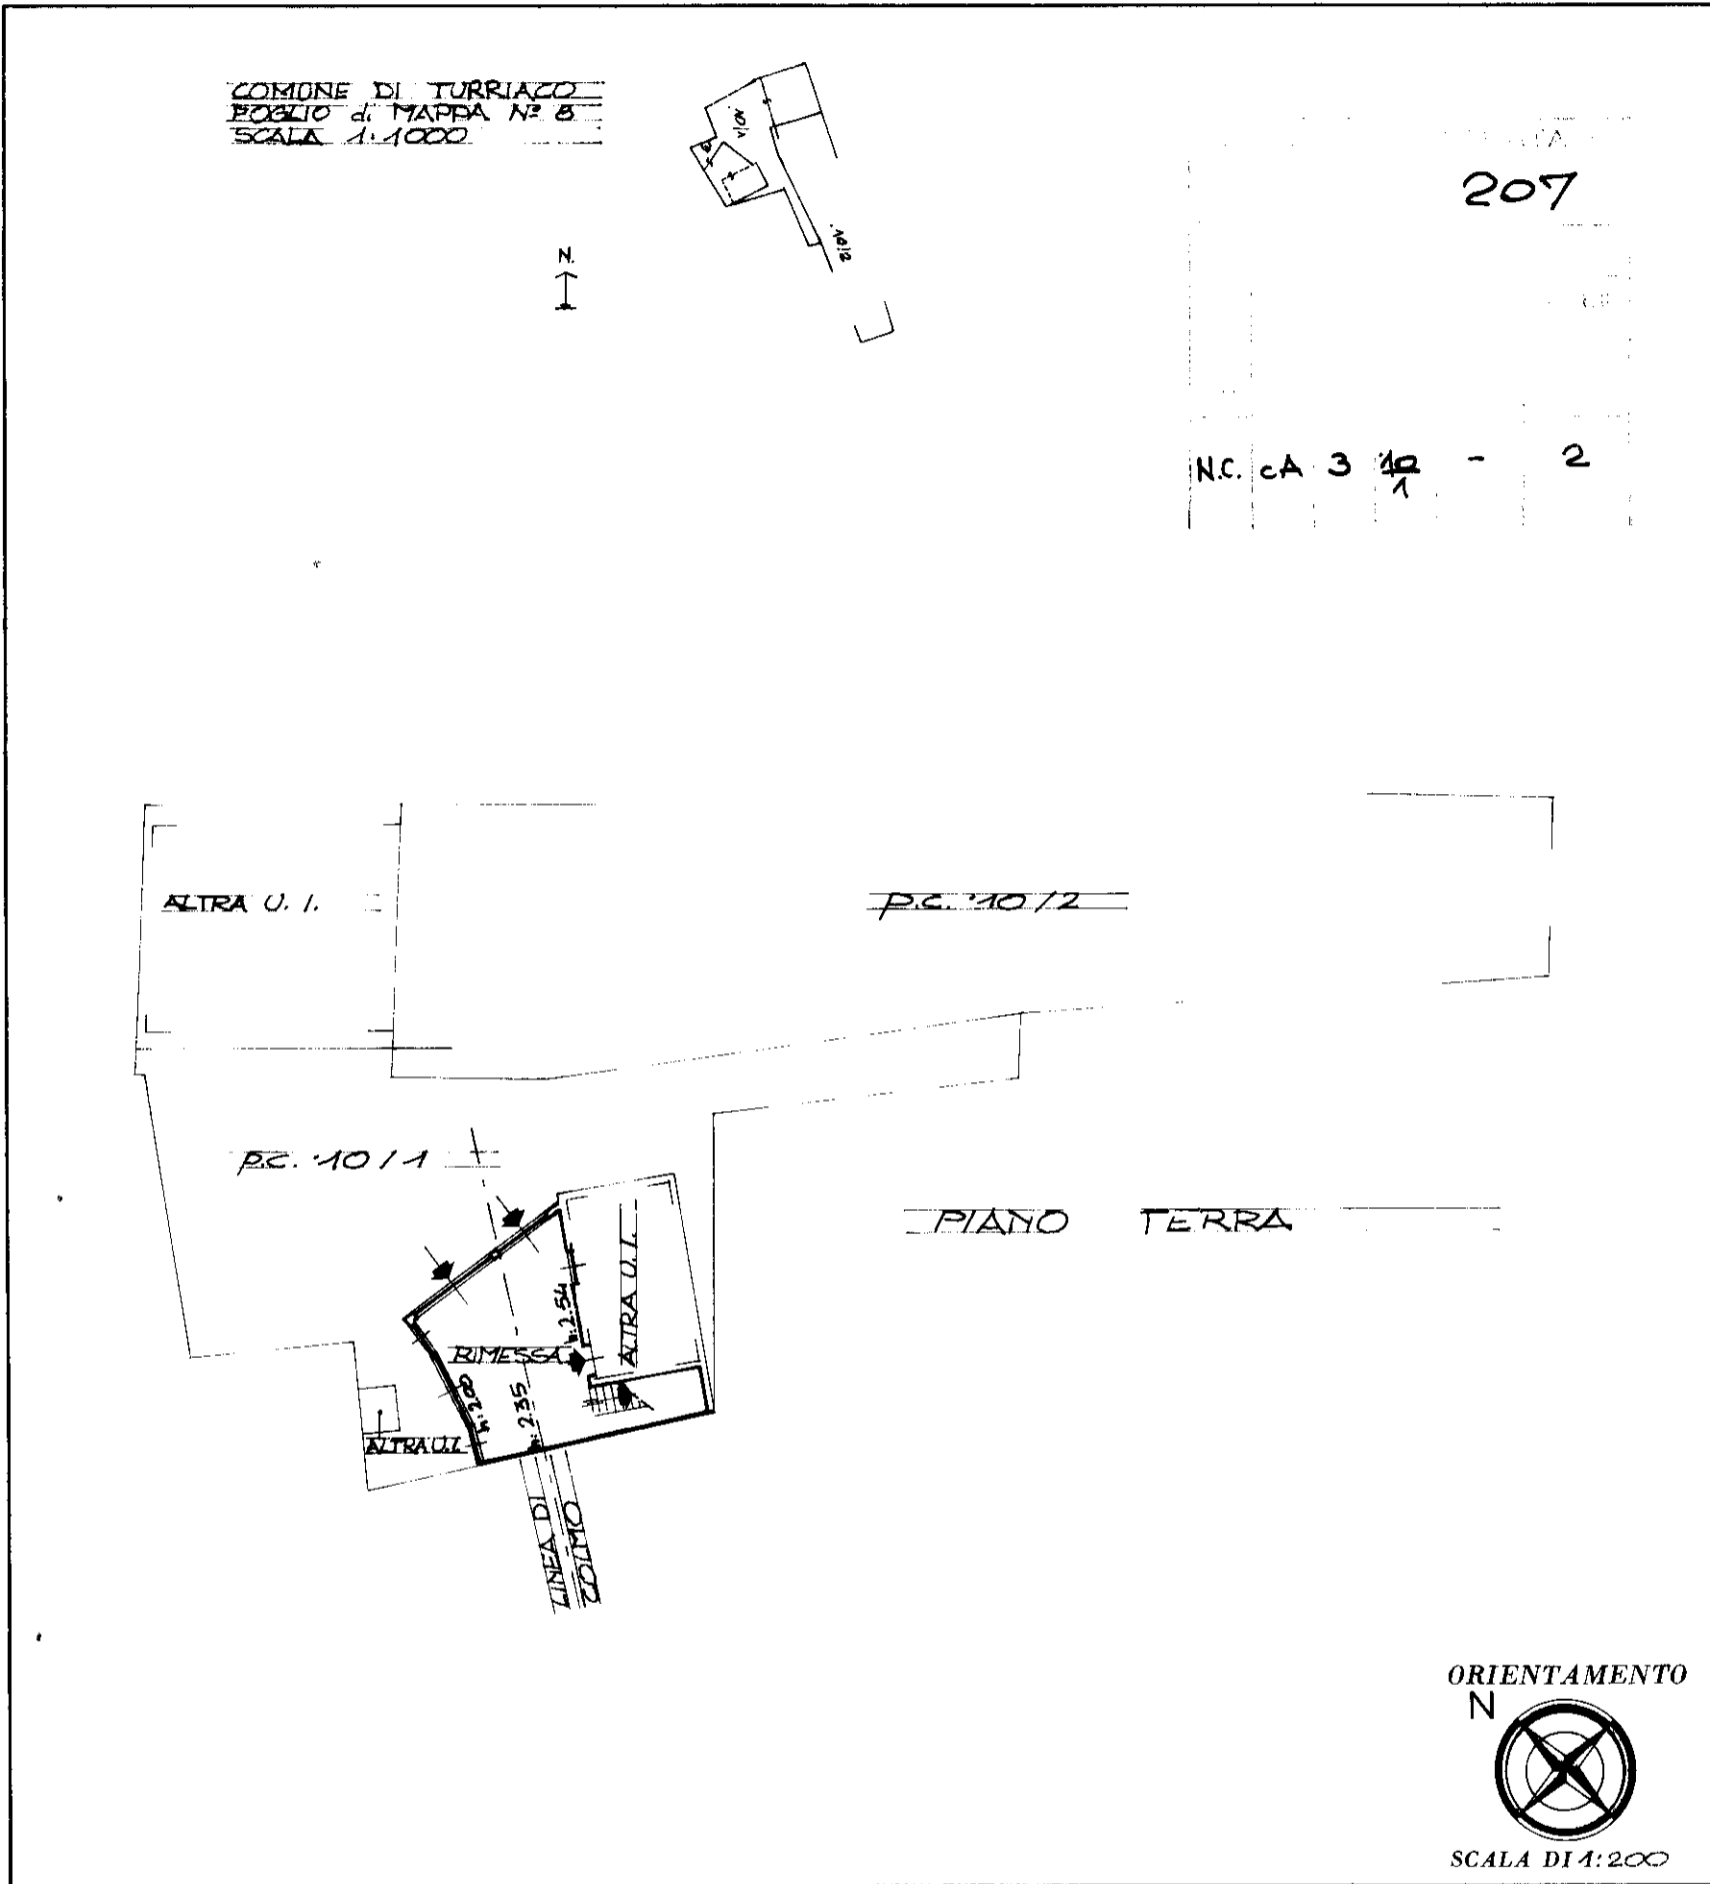 COMUNE DI TURRIACO
FOGLIO di MAPPA Nº 8
SCALA 1:1000
N.
207
N.C. cA 3 10/1 - 2
ALTRA U. I.
P.C. ·10/2
P.C. ·10/1
PIANO TERRA
ALTRA U.I.
h: 2.54
RIMESSA
h: 2.00
h: 2.35
ALTRA U.I.
LINEA DI
COLMO
ORIENTAMENTO
N
SCALA DI 1:200